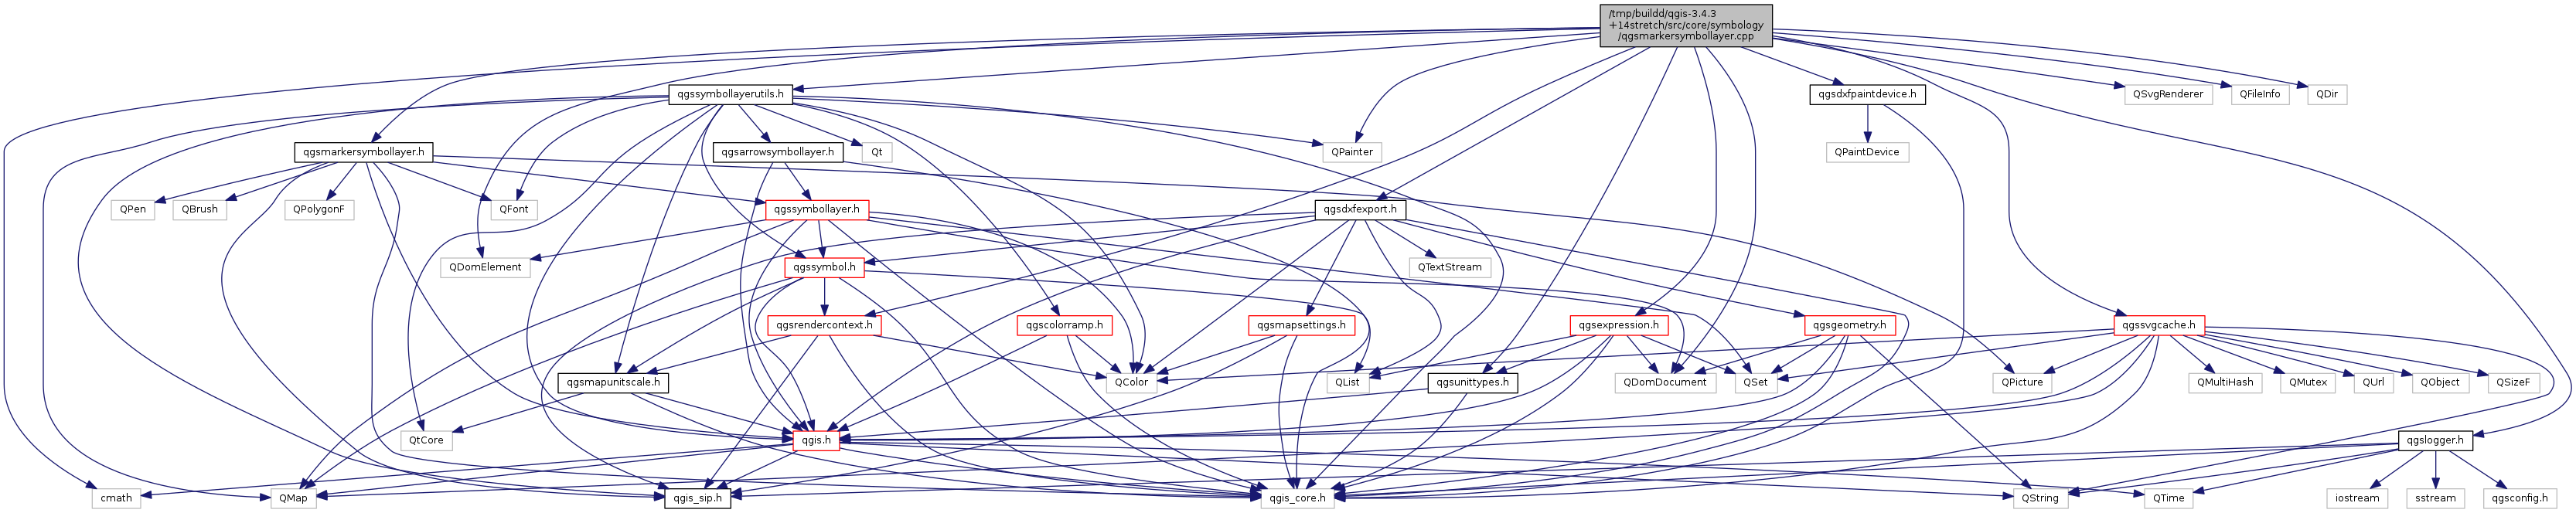 /tmp/buildd/qgis-3.4.3
+14stretch/src/core/symbology
/qgsmarkersymbollayer.cpp
qgssymbollayerutils.h
qgsdxfpaintdevice.h
QSvgRenderer
QFileInfo
QDir
qgsmarkersymbollayer.h
qgsarrowsymbollayer.h
Qt
QPainter
QPaintDevice
QPen
QBrush
QPolygonF
QFont
qgssymbollayer.h
qgsdxfexport.h
QDomElement
qgssymbol.h
QTextStream
qgsrendercontext.h
qgscolorramp.h
qgsmapsettings.h
qgsexpression.h
qgsgeometry.h
qgssvgcache.h
qgsmapunitscale.h
QColor
QList
qgsunittypes.h
QDomDocument
QSet
QPicture
QMultiHash
QMutex
QUrl
QObject
QSizeF
QtCore
qgis.h
qgslogger.h
cmath
QMap
qgis_sip.h
qgis_core.h
QString
QTime
iostream
sstream
qgsconfig.h